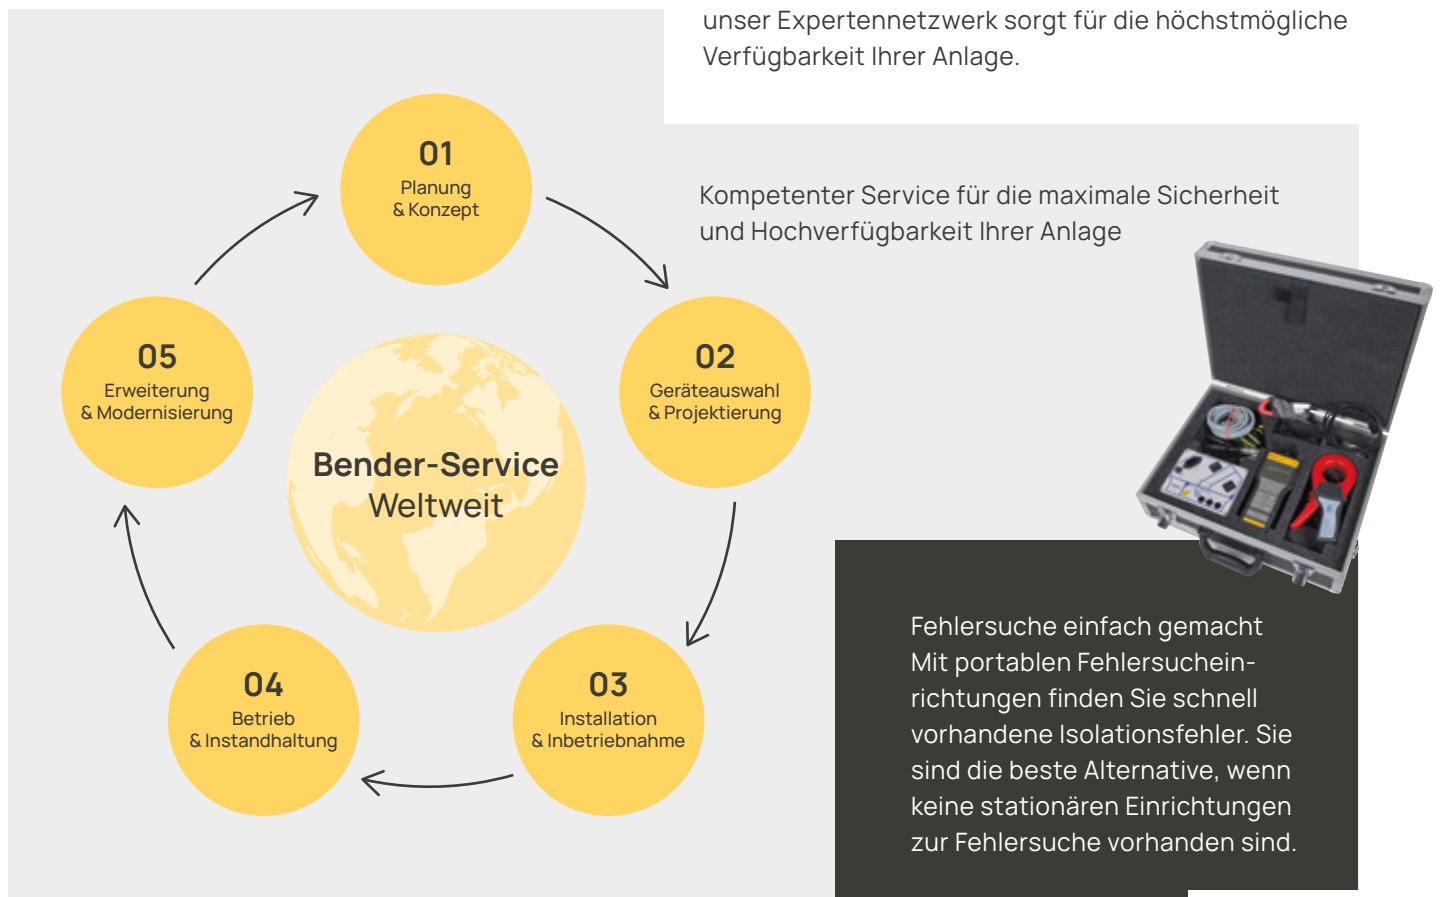 unser Expertennetzwerk sorgt für die höchstmögliche
Verfügbarkeit Ihrer Anlage.
Kompetenter Service für die maximale Sicherheit
und Hochverfügbarkeit Ihrer Anlage
01
Planung
& Konzept
02
Geräteauswahl
& Projektierung
03
Installation
& Inbetriebnahme
04
Betrieb
& Instandhaltung
05
Erweiterung
& Modernisierung
Bender-Service
Weltweit
Fehlersuche einfach gemacht
Mit portablen Fehlersuchein-
richtungen finden Sie schnell
vorhandene Isolationsfehler. Sie
sind die beste Alternative, wenn
keine stationären Einrichtungen
zur Fehlersuche vorhanden sind.